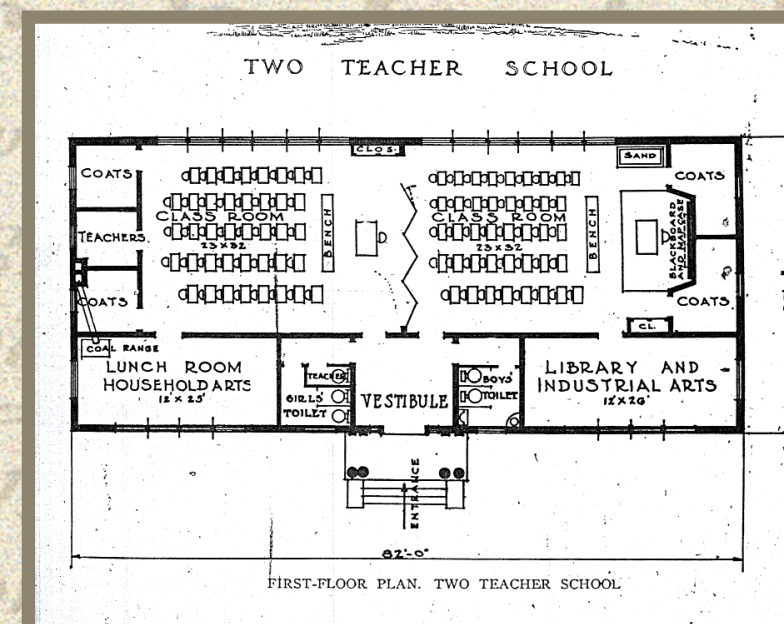 TWO TEACHER SCHOOL
CLOS.
SAND
COATS
COATS
CLASS ROOM
23 X 32
BENCH
CLASS ROOM
23 X 32
BENCH
BLACKBOARD
AND MAP CASE
TEACHERS
COATS
COATS
CL.
COAL RANGE
LUNCH ROOM
HOUSEHOLD ARTS
12' X 25'
TEACHER
GIRLS'
TOILET
VESTIBULE
BOYS'
TOILET
LIBRARY AND
INDUSTRIAL ARTS
12' X 26'
ENTRANCE
82'-0"
FIRST-FLOOR PLAN. TWO TEACHER SCHOOL